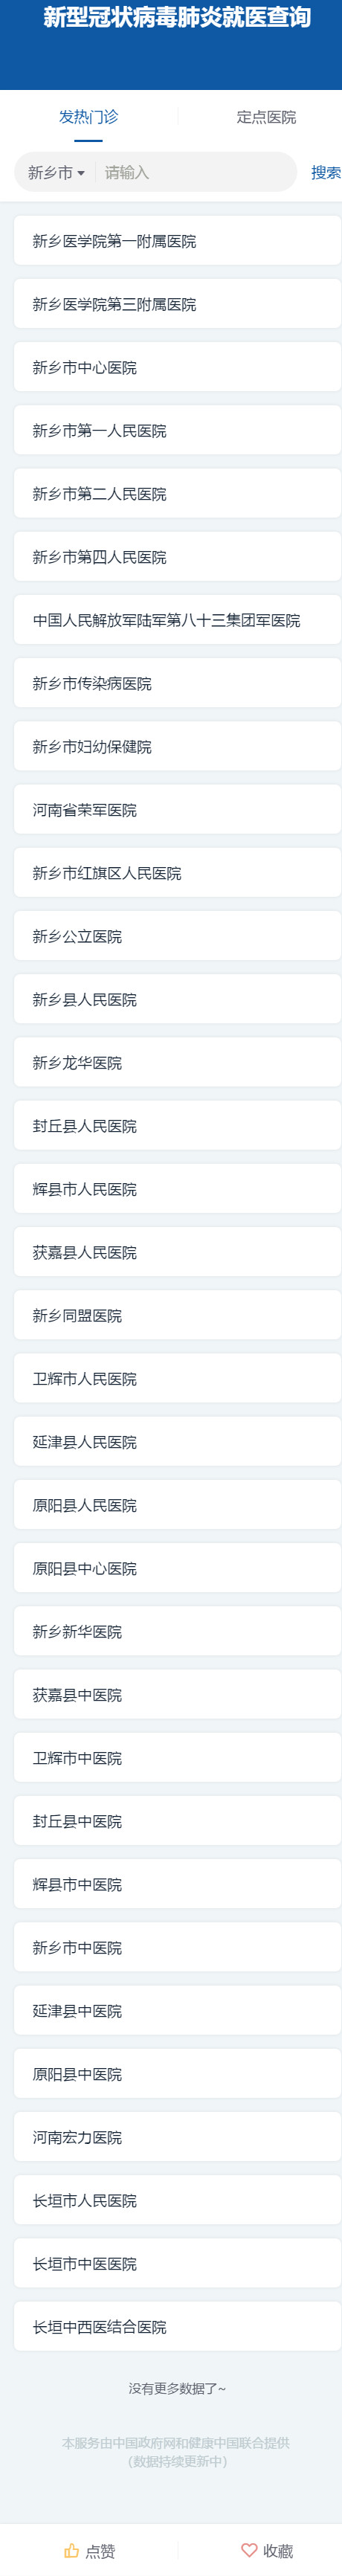 新型冠状病毒肺炎就医查询
发热门诊 定点医院
新乡市 请输入 搜索
新乡医学院第一附属医院
新乡医学院第三附属医院
新乡市中心医院
新乡市第一人民医院
新乡市第二人民医院
新乡市第四人民医院
中国人民解放军陆军第八十三集团军医院
新乡市传染病医院
新乡市妇幼保健院
河南省荣军医院
新乡市红旗区人民医院
新乡公立医院
新乡县人民医院
新乡龙华医院
封丘县人民医院
辉县市人民医院
获嘉县人民医院
新乡同盟医院
卫辉市人民医院
延津县人民医院
原阳县人民医院
原阳县中心医院
新乡新华医院
获嘉县中医院
卫辉市中医院
封丘县中医院
辉县市中医院
新乡市中医院
延津县中医院
原阳县中医院
河南宏力医院
长垣市人民医院
长垣市中医医院
长垣中西医结合医院
没有更多数据了~
本服务由中国政府网和健康中国联合提供
(数据持续更新中)
点赞 收藏